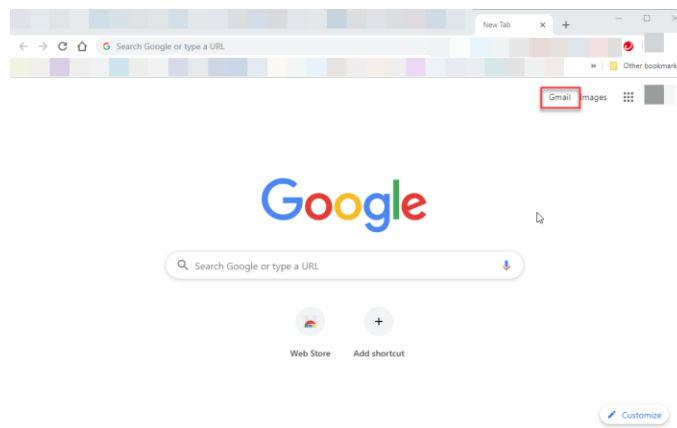 New Tab
Search Google or type a URL
» Other bookmark
Gmail Images
Google
Search Google or type a URL
Web Store Add shortcut
Customize